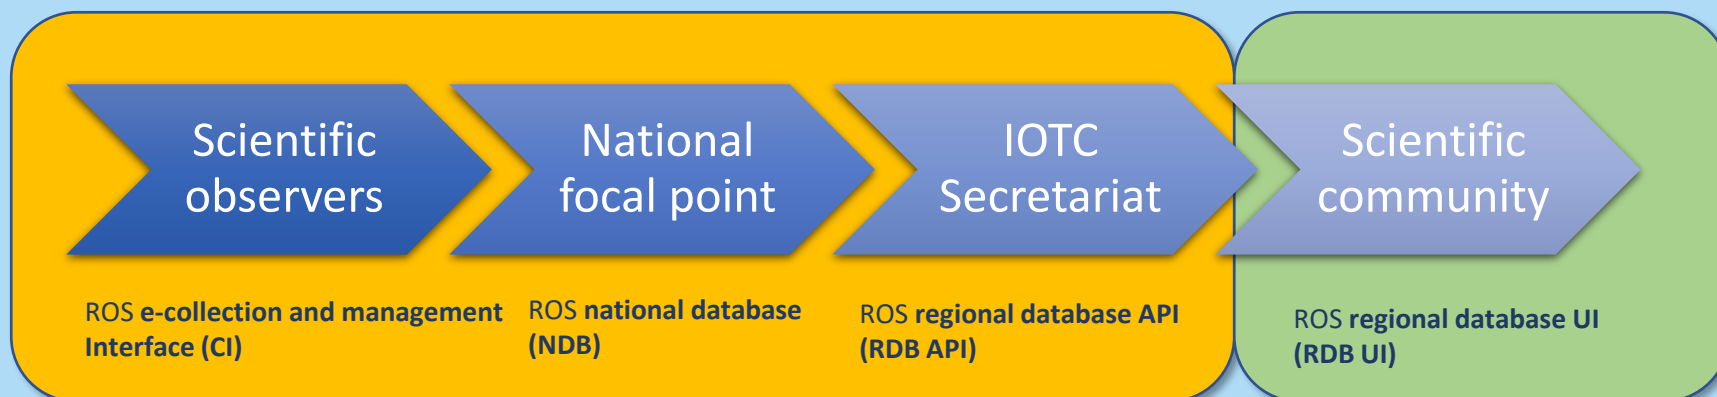 Scientific
observers
National
focal point
IOTC
Secretariat
Scientific
community
ROS e-collection and management
Interface (CI)
ROS national database
(NDB)
ROS regional database API
(RDB API)
ROS regional database UI
(RDB UI)